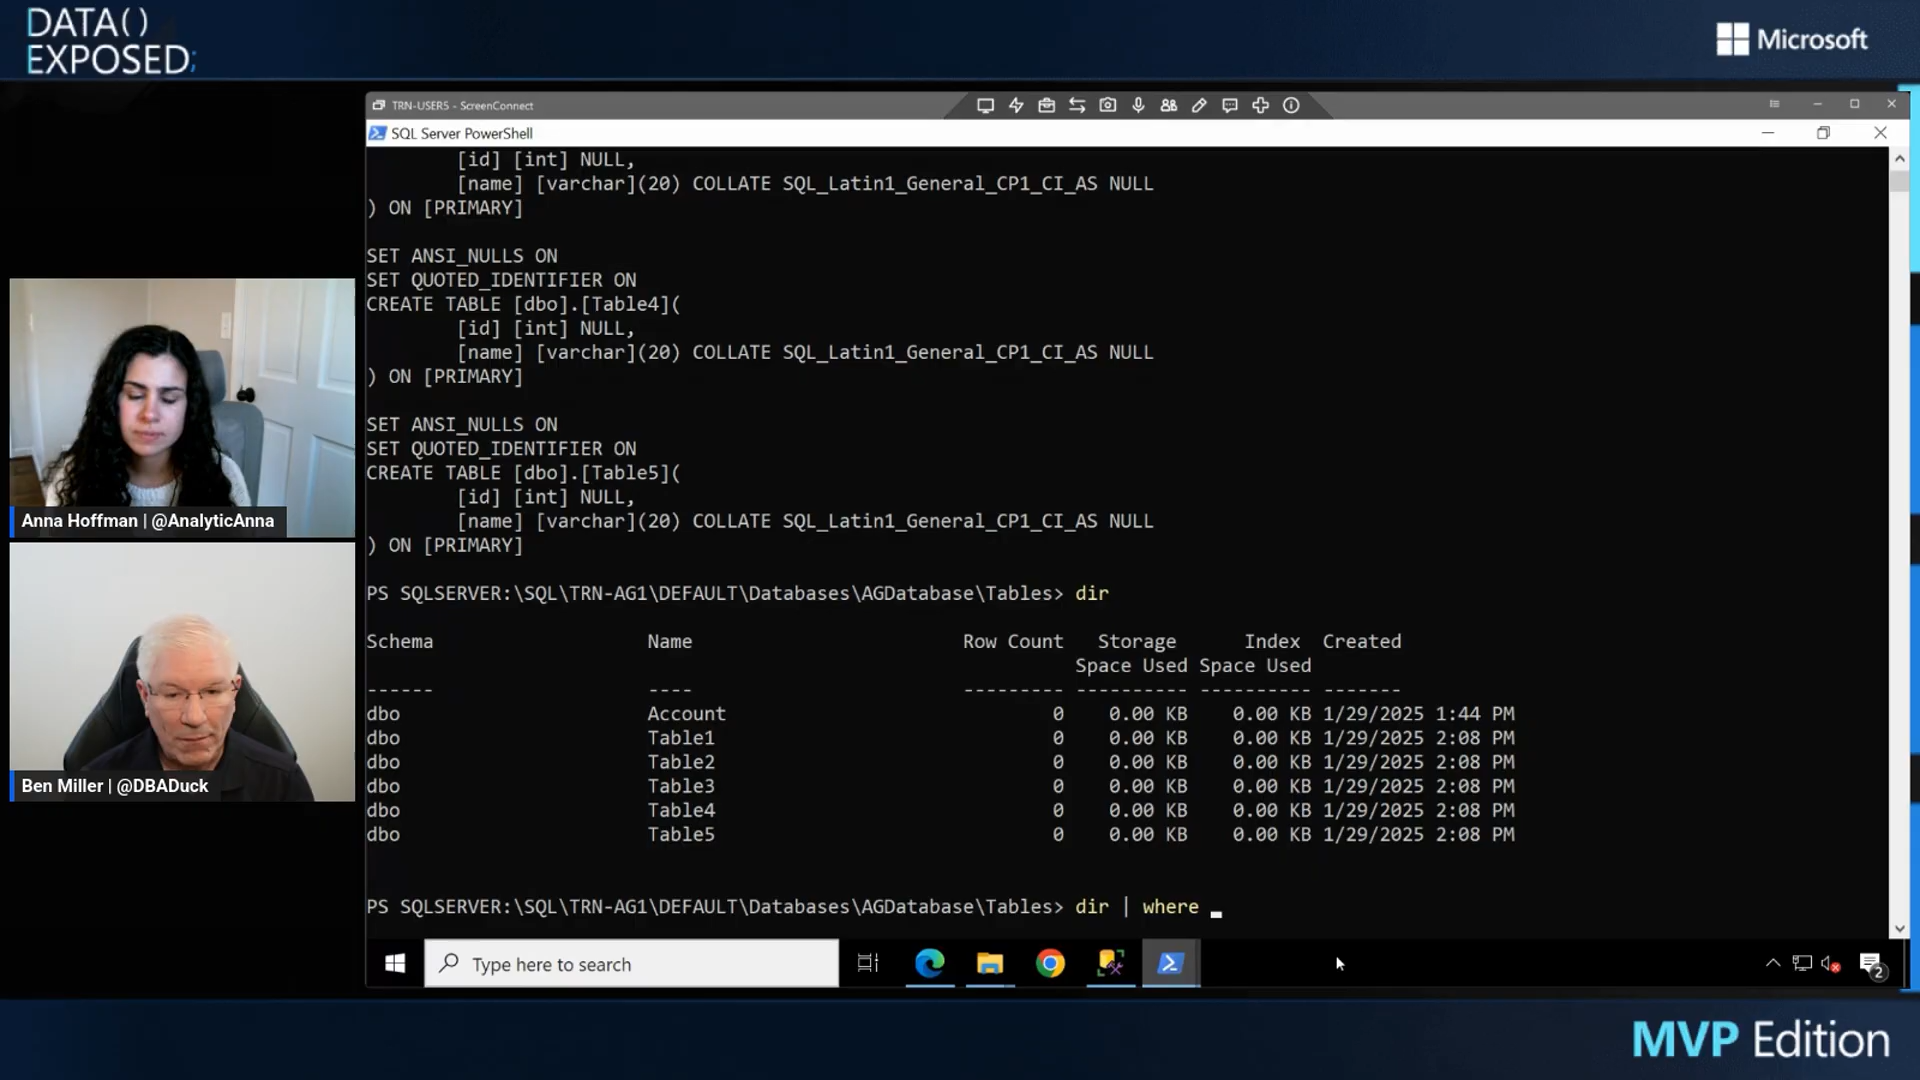 DATA()
EXPOSED;
Microsoft
TRN-USER5 - ScreenConnect
SQL Server PowerShell
[id] [int] NULL,
[name] [varchar](20) COLLATE SQL_Latin1_General_CP1_CI_AS NULL
) ON [PRIMARY]
SET ANSI_NULLS ON
SET QUOTED_IDENTIFIER ON
CREATE TABLE [dbo].[Table4](
[id] [int] NULL,
[name] [varchar](20) COLLATE SQL_Latin1_General_CP1_CI_AS NULL
) ON [PRIMARY]
SET ANSI_NULLS ON
SET QUOTED_IDENTIFIER ON
CREATE TABLE [dbo].[Table5](
[id] [int] NULL,
[name] [varchar](20) COLLATE SQL_Latin1_General_CP1_CI_AS NULL
) ON [PRIMARY]
PS SQLSERVER:\SQL\TRN-AG1\DEFAULT\Databases\AGDatabase\Tables> dir
Schema Name Row Count Storage Index Created
Space Used Space Used
------ ---- --------- ---------- ---------- -------
dbo Account 0 0.00 KB 0.00 KB 1/29/2025 1:44 PM
dbo Table1 0 0.00 KB 0.00 KB 1/29/2025 2:08 PM
dbo Table2 0 0.00 KB 0.00 KB 1/29/2025 2:08 PM
dbo Table3 0 0.00 KB 0.00 KB 1/29/2025 2:08 PM
dbo Table4 0 0.00 KB 0.00 KB 1/29/2025 2:08 PM
dbo Table5 0 0.00 KB 0.00 KB 1/29/2025 2:08 PM
PS SQLSERVER:\SQL\TRN-AG1\DEFAULT\Databases\AGDatabase\Tables> dir | where _
Type here to search
2
Anna Hoffman | @AnalyticAnna
Ben Miller | @DBADuck
MVP Edition